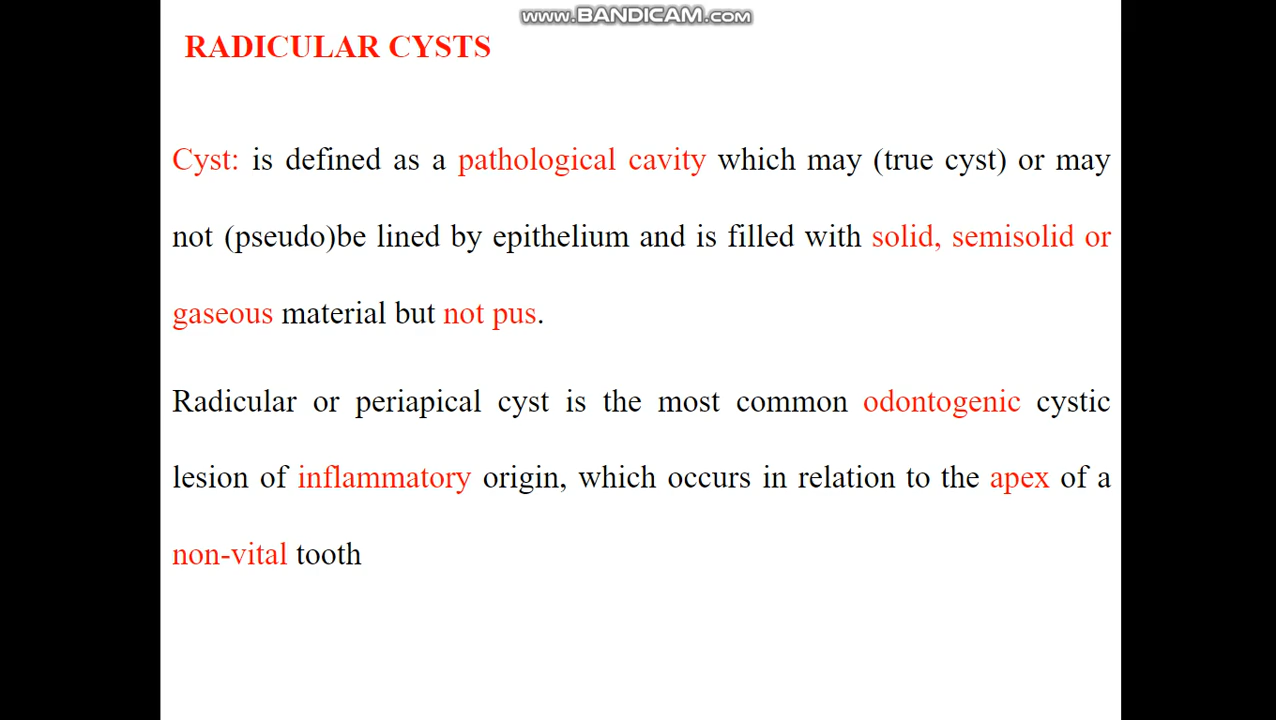 www.BANDICAM.com
RADICULAR CYSTS
Cyst: is defined as a pathological cavity which may (true cyst) or may
not (pseudo)be lined by epithelium and is filled with solid, semisolid or
gaseous material but not pus.
Radicular or periapical cyst is the most common odontogenic cystic
lesion of inflammatory origin, which occurs in relation to the apex of a
non-vital tooth